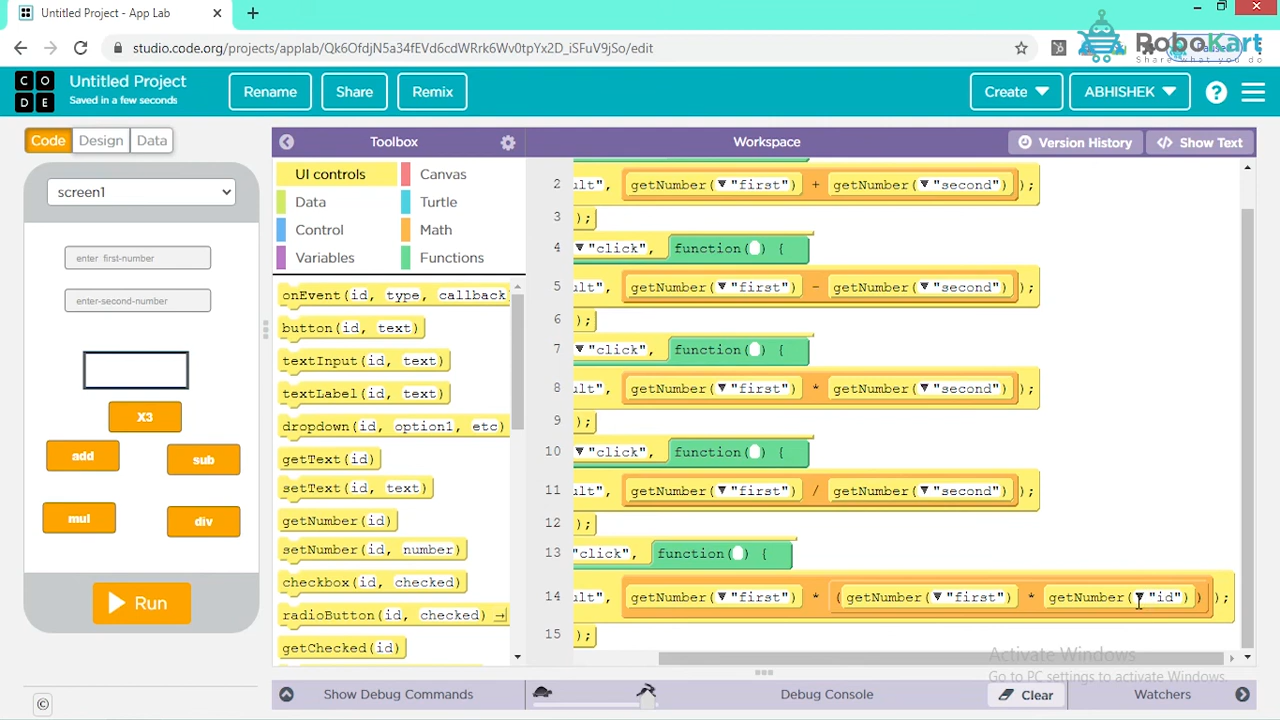 Untitled Project - App Lab
studio.code.org/projects/applab/Qk6OfdjN5a34fEVd6cdWRrk6Wv0tpYx2D_iSFuV9jSo/edit
ROBOKART
Share what you do
CO
DE
Untitled Project
Saved in a few seconds
Rename
Share
Remix
Create
ABHISHEK
?
Code
Design
Data
Toolbox
Workspace
Version History
</> Show Text
screen1
enter first-number
enter-second-number
X3
add
sub
mul
div
Run
UI controls
Canvas
Data
Turtle
Control
Math
Variables
Functions
onEvent(id, type, callback
button(id, text)
textInput(id, text)
textLabel(id, text)
dropdown(id, option1, etc)
getText(id)
setText(id, text)
getNumber(id)
setNumber(id, number)
checkbox(id, checked)
radioButton(id, checked)
getChecked(id)
2 ult", getNumber(▼"first") + getNumber(▼"second"));
3 );
4 ▼"click", function() {
5 ult", getNumber(▼"first") - getNumber(▼"second"));
6 );
7 ▼"click", function() {
8 ult", getNumber(▼"first") * getNumber(▼"second"));
9 );
10 ▼"click", function() {
11 ult", getNumber(▼"first") / getNumber(▼"second"));
12 );
13 "click", function() {
14 ult", getNumber(▼"first") * (getNumber(▼"first") * getNumber(▼"id")));
15 );
Activate Windows
Go to PC settings to activate Windows.
©
Show Debug Commands
Debug Console
Clear
Watchers